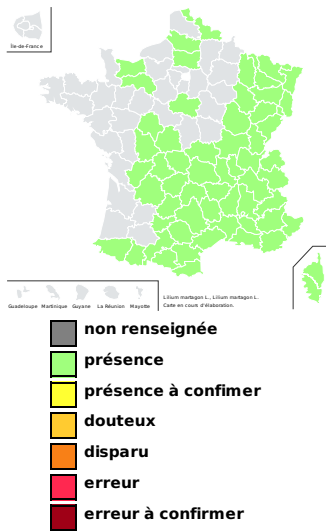 Île-de-France
Guadeloupe Martinique Guyane La Réunion Mayotte
Lilium martagon L., Lilium martagon L.
Carte en cours d'élaboration.
non renseignée
présence
présence à confimer
douteux
disparu
erreur
erreur à confirmer